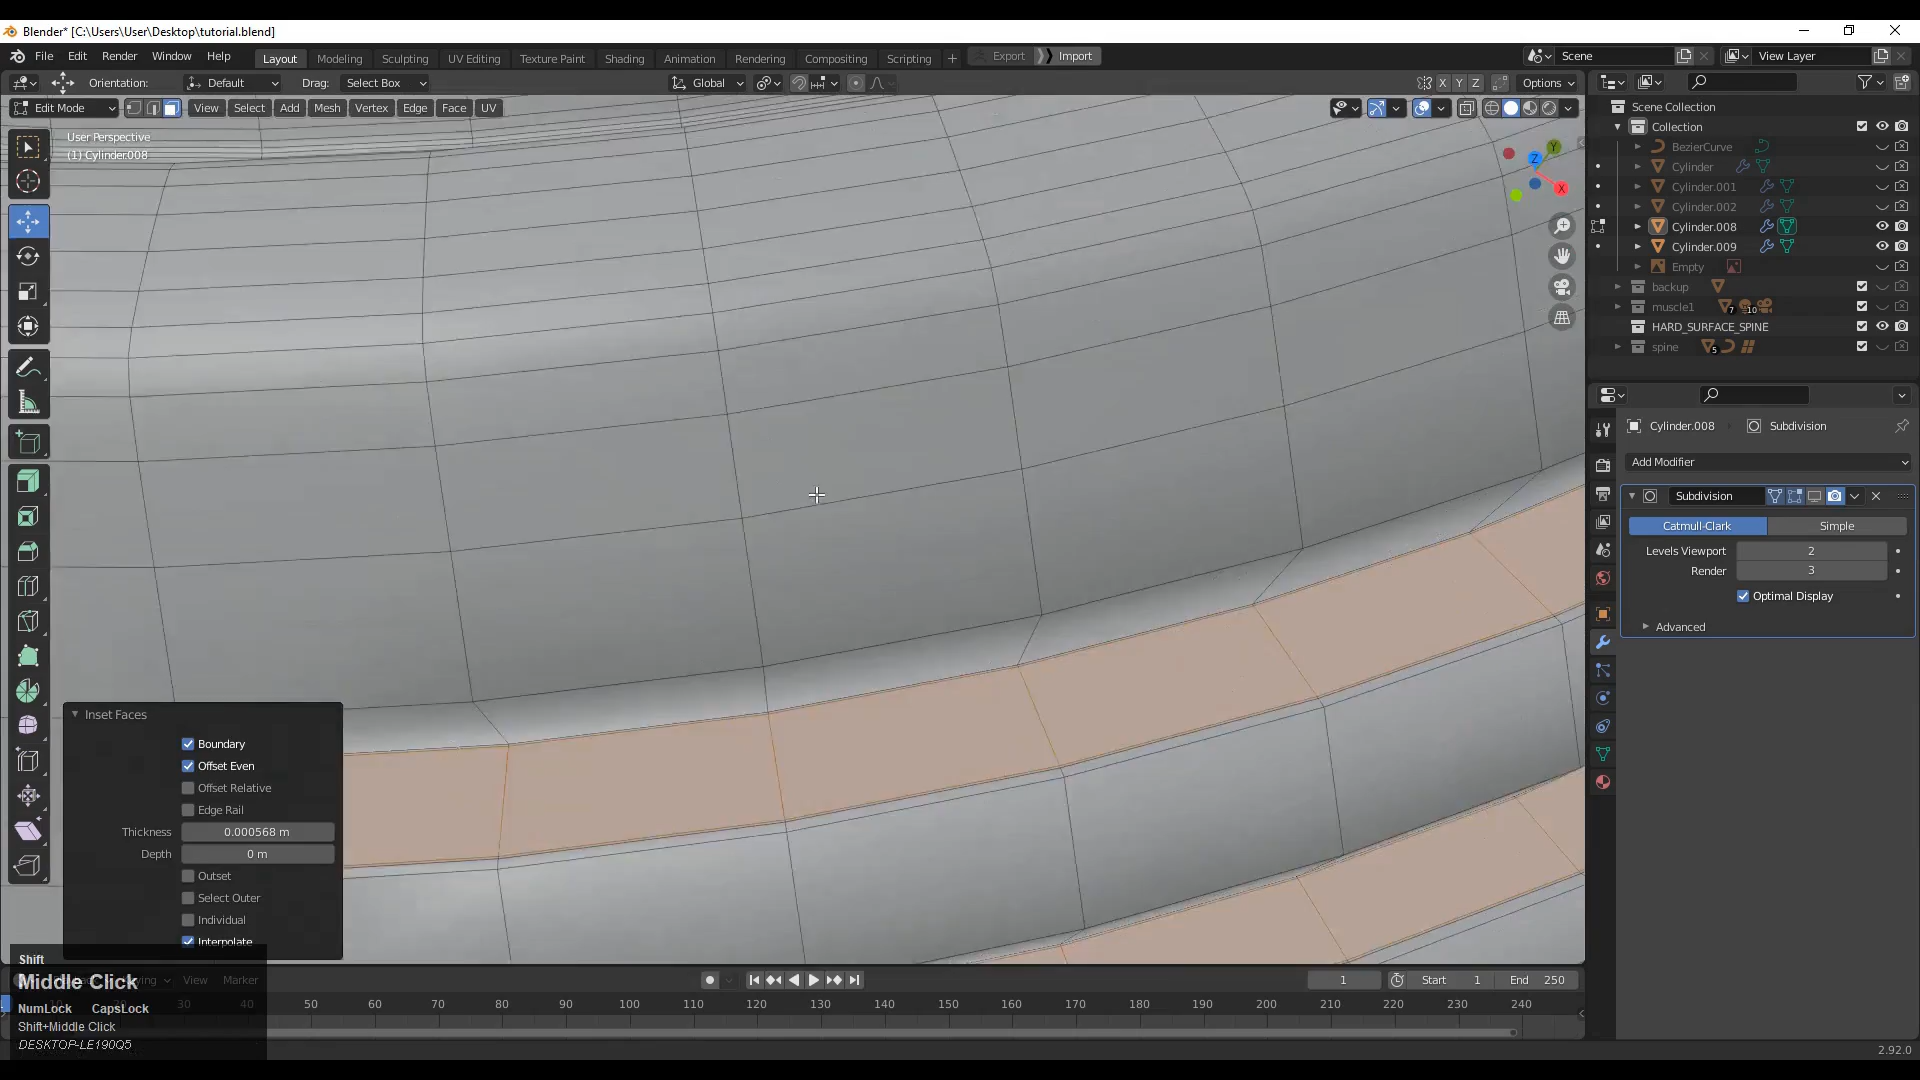 Blender* [C:\Users\User\Desktop\tutorial.blend]
File Edit Render Window Help Layout Modeling Sculpting UV Editing Texture Paint Shading Animation Rendering Compositing Scripting + Export Import Scene View Layer
Orientation: Default Drag: Select Box Global X Y Z Options
Edit Mode View Select Add Mesh Vertex Edge Face UV
User Perspective
(1) Cylinder.008
Z Y X
Scene Collection
Collection
BezierCurve
Cylinder
Cylinder.001
Cylinder.002
Cylinder.008
Cylinder.009
Empty
backup
muscle1 7 10
HARD_SURFACE_SPINE
spine 5
Cylinder.008 Subdivision
Add Modifier
Subdivision
Catmull-Clark Simple
Levels Viewport 2
Render 3
Optimal Display
Advanced
Inset Faces
Boundary
Offset Even
Offset Relative
Edge Rail
Thickness 0.000568 m
Depth 0 m
Outset
Select Outer
Individual
Interpolate
Shift
Middle Click
NumLock CapsLock
Shift+Middle Click
DESKTOP-LE190Q5
View Marker 1 Start 1 End 250
30 40 50 60 70 80 90 100 110 120 130 140 150 160 170 180 190 200 210 220 230 240
2.92.0